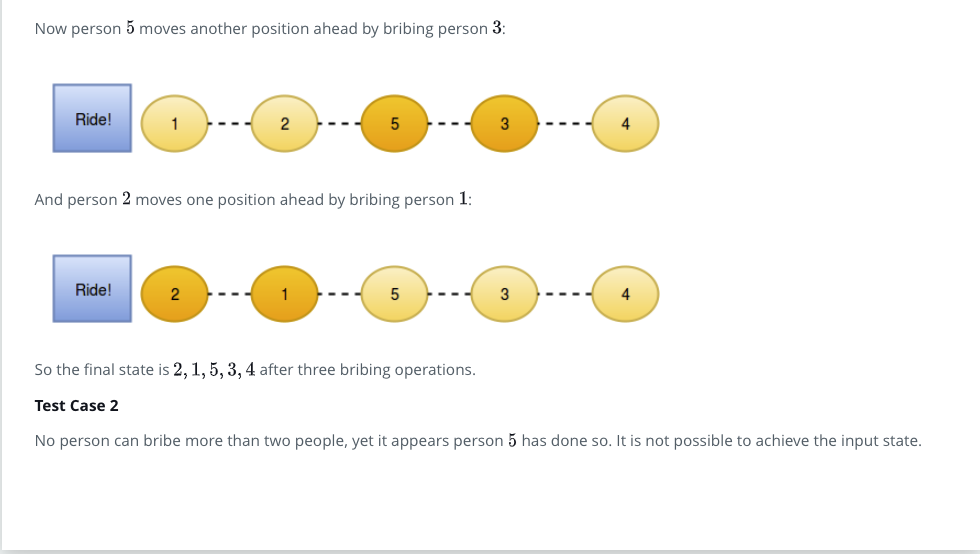 Now person 5 moves another position ahead by bribing person 3:
Ride! 1 2 5 3 4
And person 2 moves one position ahead by bribing person 1:
Ride! 2 1 5 3 4
So the final state is 2, 1, 5, 3, 4 after three bribing operations.
Test Case 2
No person can bribe more than two people, yet it appears person 5 has done so. It is not possible to achieve the input state.